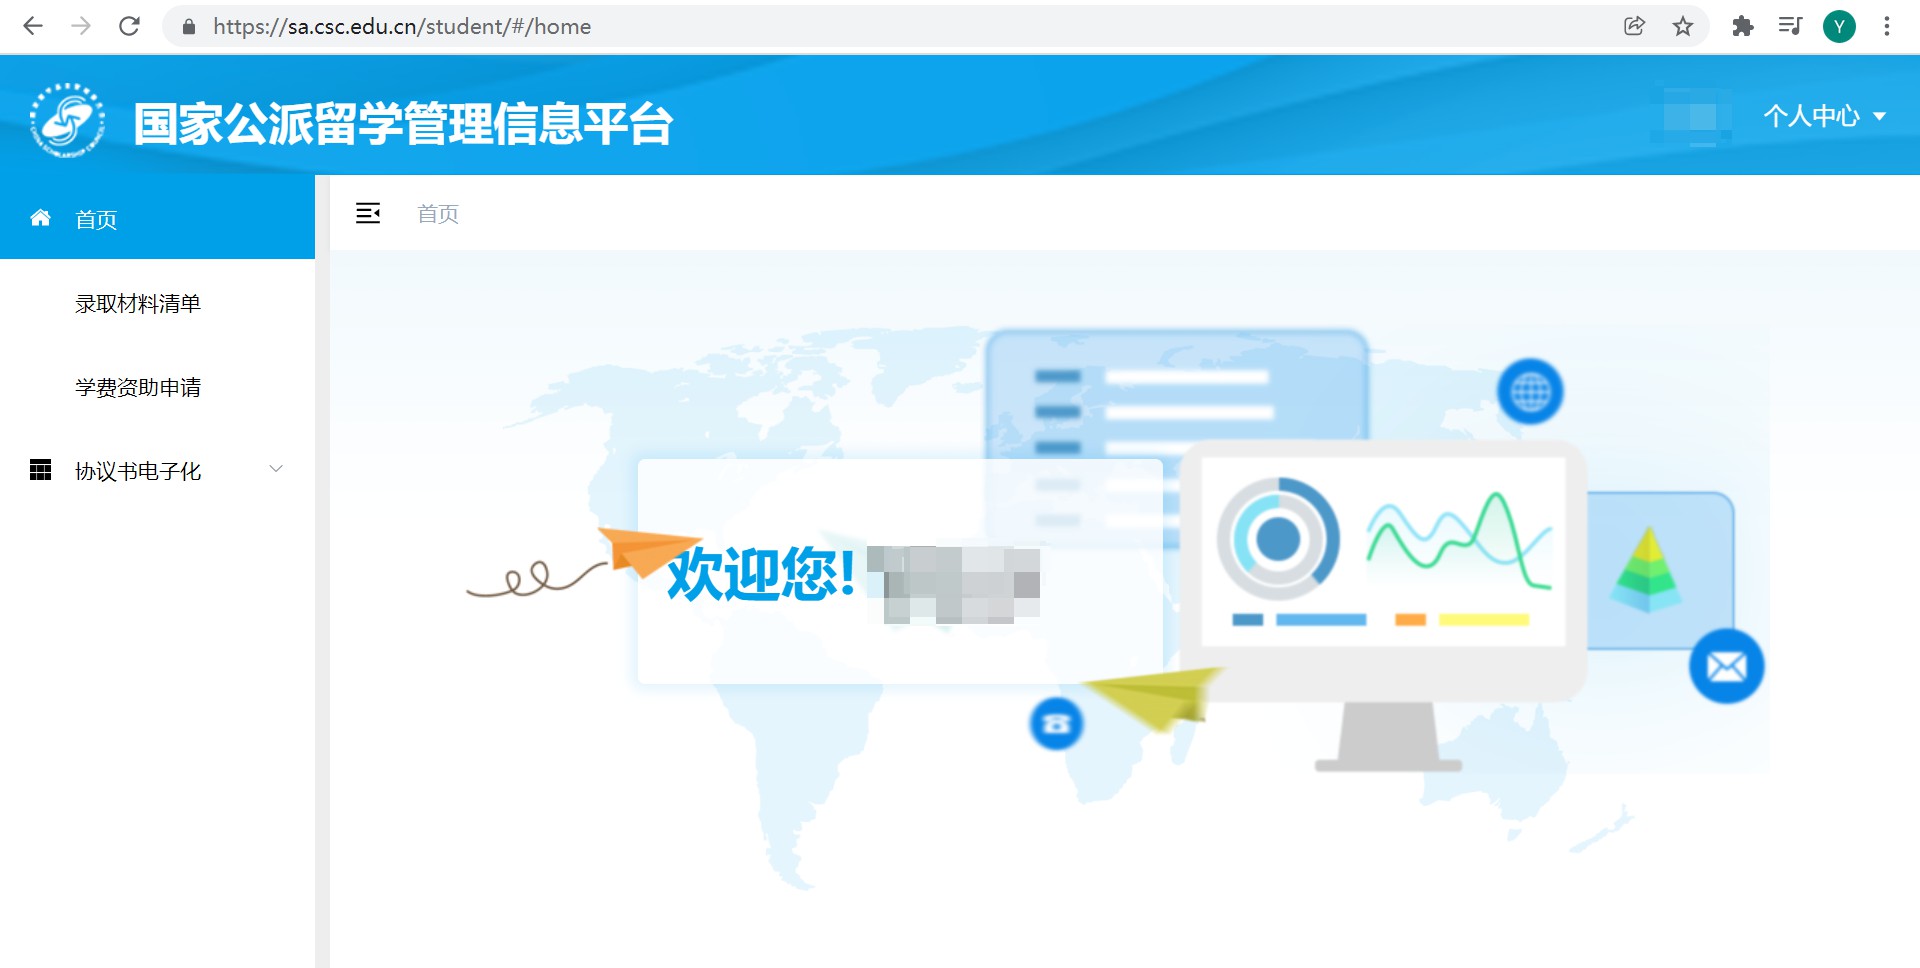 https://sa.csc.edu.cn/student/#/home
Y
国家公派留学管理信息平台
个人中心
首页
首页
录取材料清单
学费资助申请
协议书电子化
欢迎您!